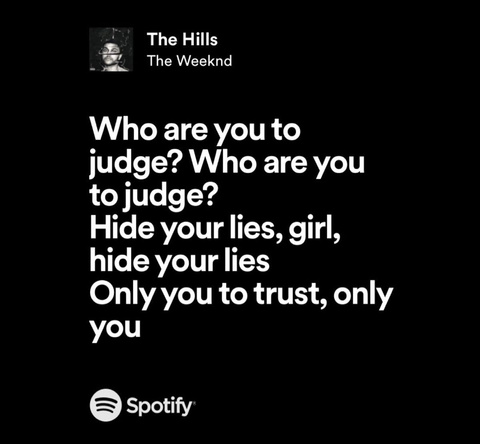 The Hills
The Weeknd
Who are you to
judge? Who are you
to judge?
Hide your lies, girl,
hide your lies
Only you to trust, only
you
Spotify